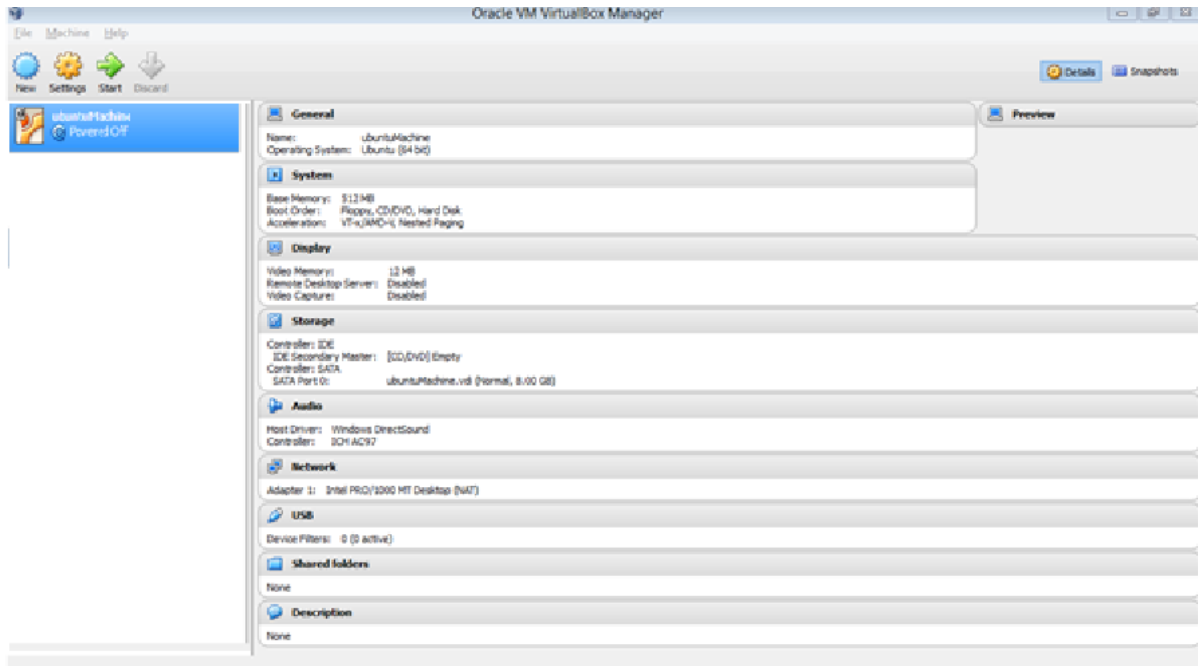 Oracle VM VirtualBox Manager
File Machine Help
New Settings Start Discard
Details Snapshots
ubuntuMachine
Powered Off
General
Name: ubuntuMachine
Operating System: Ubuntu (64 bit)
Preview
System
Base Memory: 512 MB
Boot Order: Floppy, CD/DVD, Hard Disk
Acceleration: VT-x/AMD-V, Nested Paging
Display
Video Memory: 12 MB
Remote Desktop Server: Disabled
Video Capture: Disabled
Storage
Controller: IDE
IDE Secondary Master: [CD/DVD] Empty
Controller: SATA
SATA Port 0: ubuntuMachine.vdi (Normal, 8.00 GB)
Audio
Host Driver: Windows DirectSound
Controller: ICH AC97
Network
Adapter 1: Intel PRO/1000 MT Desktop (NAT)
USB
Device Filters: 0 (0 active)
Shared folders
None
Description
None